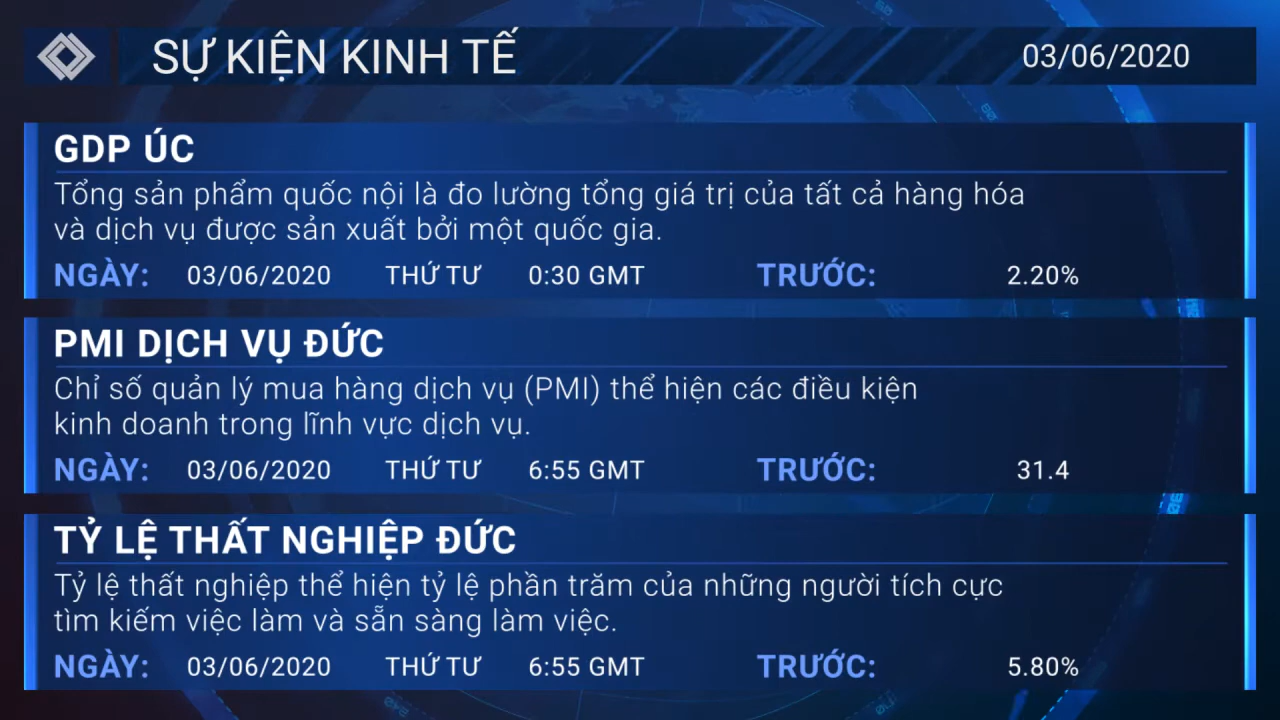 SỰ KIỆN KINH TẾ 03/06/2020
GDP ÚC
Tổng sản phẩm quốc nội là đo lường tổng giá trị của tất cả hàng hóa
và dịch vụ được sản xuất bởi một quốc gia.
NGÀY: 03/06/2020 THỨ TƯ 0:30 GMT TRƯỚC: 2.20%
PMI DỊCH VỤ ĐỨC
Chỉ số quản lý mua hàng dịch vụ (PMI) thể hiện các điều kiện
kinh doanh trong lĩnh vực dịch vụ.
NGÀY: 03/06/2020 THỨ TƯ 6:55 GMT TRƯỚC: 31.4
TỶ LỆ THẤT NGHIỆP ĐỨC
Tỷ lệ thất nghiệp thể hiện tỷ lệ phần trăm của những người tích cực
tìm kiếm việc làm và sẵn sàng làm việc.
NGÀY: 03/06/2020 THỨ TƯ 6:55 GMT TRƯỚC: 5.80%